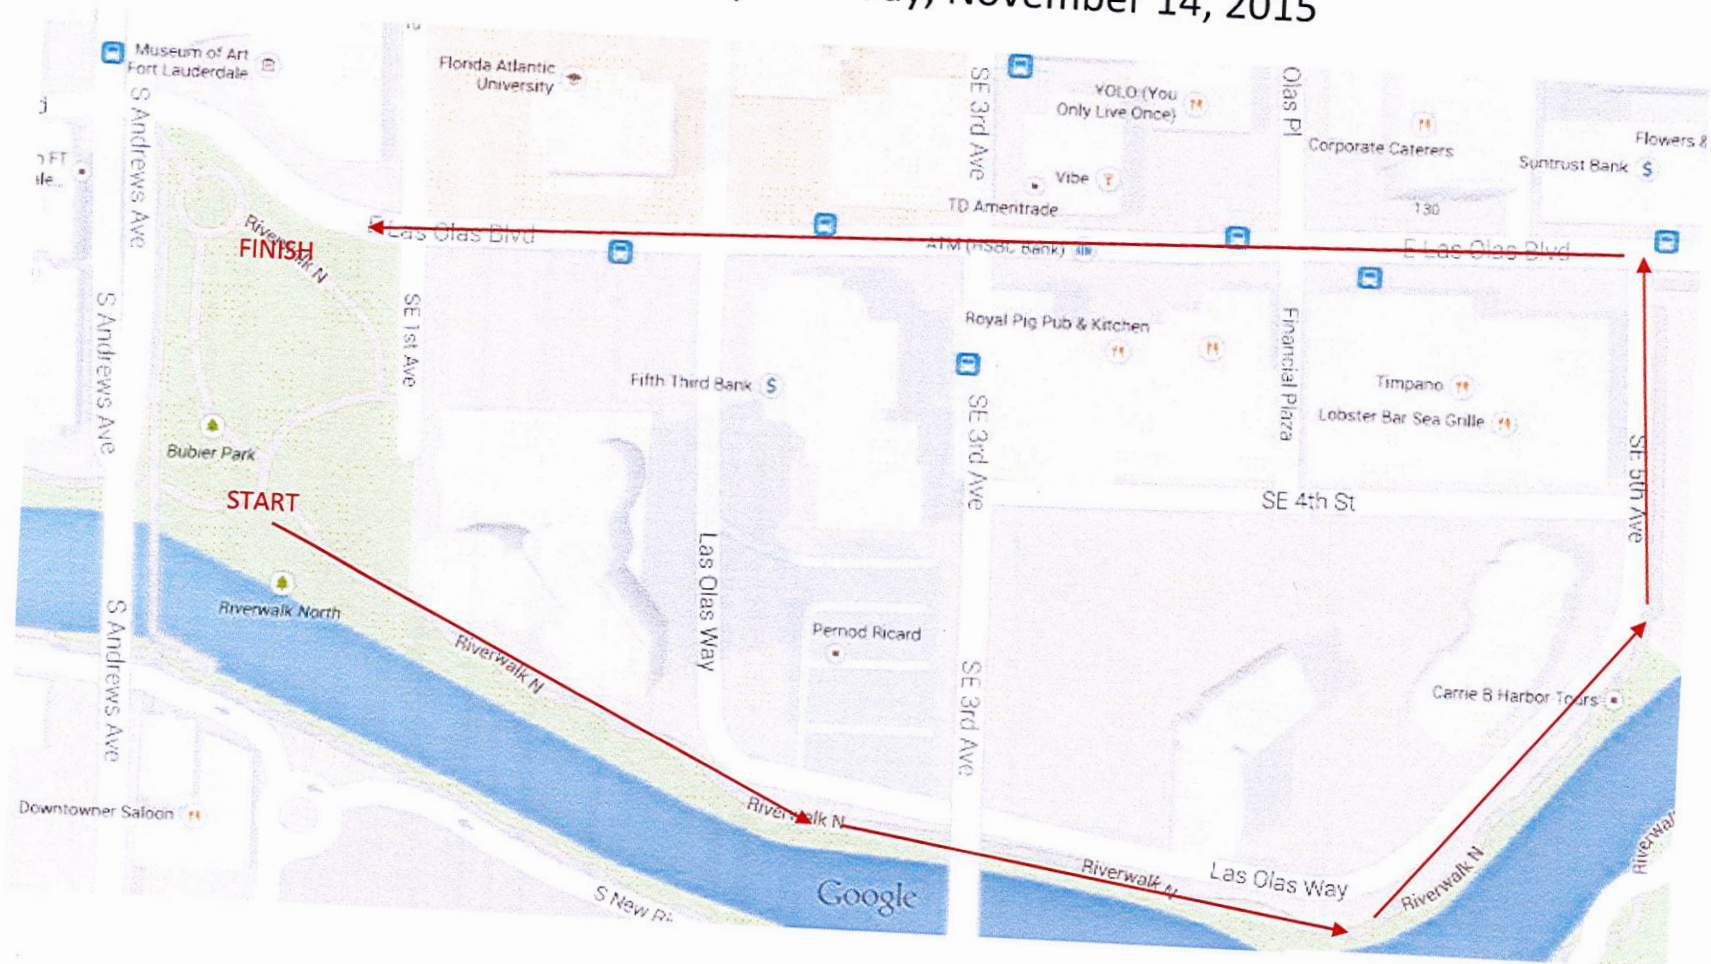 November 14, 2015
Museum of Art
Fort Lauderdale
Florida Atlantic
University
SE 3rd Ave
YOLO (You
Only Live Once)
Olas Pl
Corporate Caterers
Flowers &
Suntrust Bank
S Andrews Ave
Vibe
TD Ameritrade
130
E Las Olas Blvd
ATM (HSBC Bank)
E Las Olas Blvd
Riverwalk N
FINISH
S Andrews Ave
SE 1st Ave
Royal Pig Pub & Kitchen
Financial Plaza
Fifth Third Bank
Timpano
Lobster Bar Sea Grille
SE 3rd Ave
SE 5th Ave
Bubier Park
START
SE 4th St
Las Olas Way
Riverwalk North
S Andrews Ave
Pernod Ricard
Riverwalk N
SE 3rd Ave
Carrie B Harbor Tours
Downtowner Saloon
Riverwalk N
Riverwalk N
Las Olas Way
Riverwalk N
Google
S New